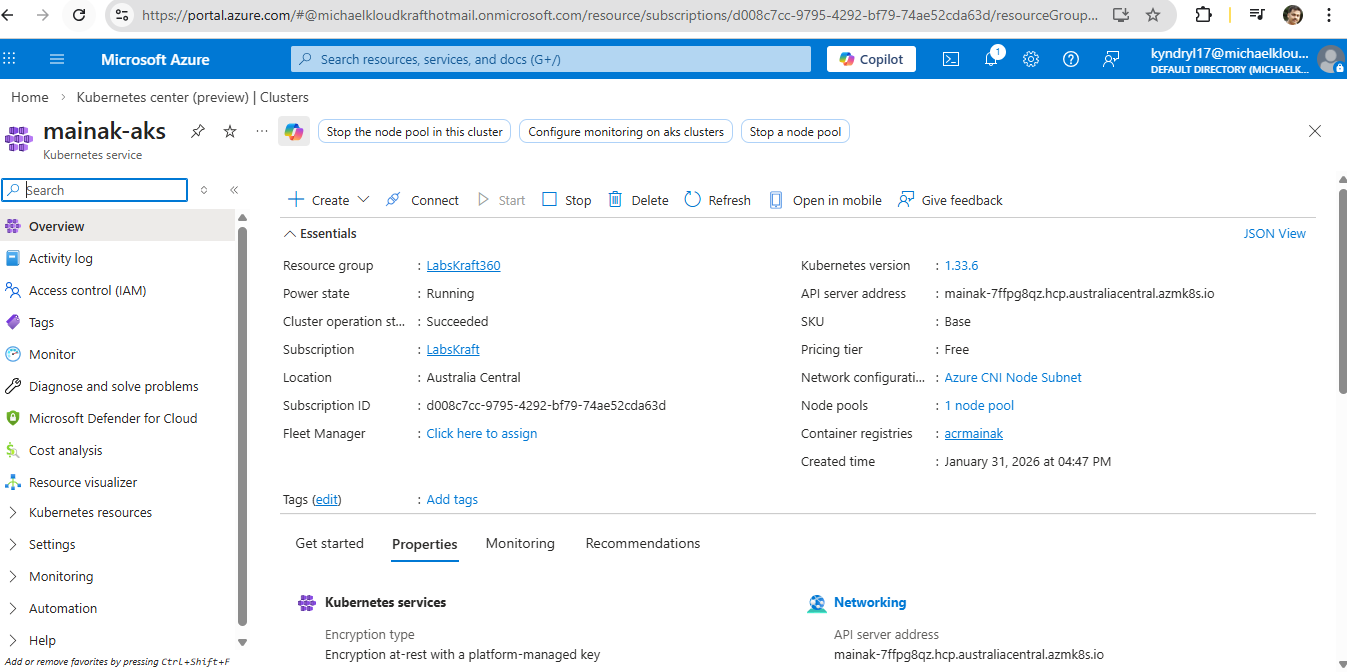 https://portal.azure.com/#@michaelkloudkrafthotmail.onmicrosoft.com/resource/subscriptions/d008c7cc-9795-4292-bf79-74ae52cda63d/resourceGroup...
Microsoft Azure
Search resources, services, and docs (G+/)
Copilot
1
kyndryl17@michaelklou...
DEFAULT DIRECTORY (MICHAELK...
Home > Kubernetes center (preview) | Clusters
mainak-aks
Kubernetes service
...
Stop the node pool in this cluster
Configure monitoring on aks clusters
Stop a node pool
Search
Overview
Activity log
Access control (IAM)
Tags
Monitor
Diagnose and solve problems
Microsoft Defender for Cloud
Cost analysis
Resource visualizer
Kubernetes resources
Settings
Monitoring
Automation
Help
Add or remove favorites by pressing Ctrl+Shift+F
Create
Connect
Start
Stop
Delete
Refresh
Open in mobile
Give feedback
Essentials
JSON View
Resource group : LabsKraft360
Power state : Running
Cluster operation st... : Succeeded
Subscription : LabsKraft
Location : Australia Central
Subscription ID : d008c7cc-9795-4292-bf79-74ae52cda63d
Fleet Manager : Click here to assign
Kubernetes version : 1.33.6
API server address : mainak-7ffpg8qz.hcp.australiacentral.azmk8s.io
SKU : Base
Pricing tier : Free
Network configurati... : Azure CNI Node Subnet
Node pools : 1 node pool
Container registries : acrmainak
Created time : January 31, 2026 at 04:47 PM
Tags (edit) : Add tags
Get started
Properties
Monitoring
Recommendations
Kubernetes services
Encryption type
Encryption at-rest with a platform-managed key
Networking
API server address
mainak-7ffpg8qz.hcp.australiacentral.azmk8s.io